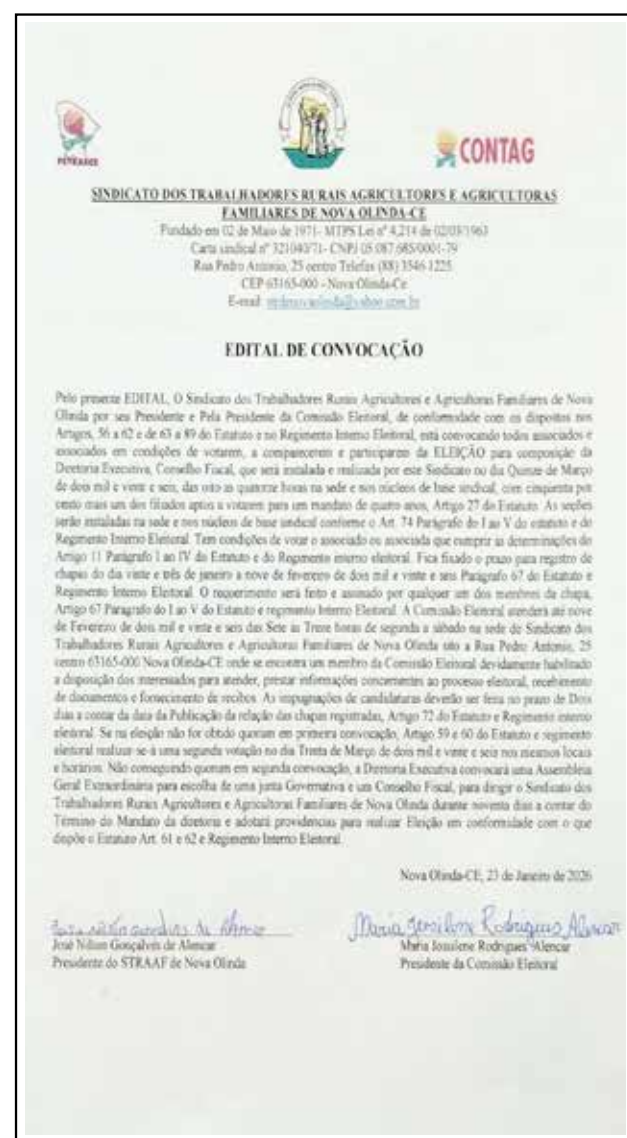 FETRAECE
CONTAG
SINDICATO DOS TRABALHADORES RURAIS AGRICULTORES E AGRICULTORAS
FAMILIARES DE NOVA OLINDA-CE
Fundado em 02 de Maio de 1971- MTPS Lei nº 4,214 de 02/03/1963
Carta sindical nº 321040/71- CNPJ 05.087.685/0001-79
Rua Pedro Antonio, 25 centro Telefax (88) 3546-1225
CEP 63165-000 - Nova Olinda-Ce
E-mail:
EDITAL DE CONVOCAÇÃO
Pelo presente EDITAL, O Sindicato dos Trabalhadores Rurais Agricultores e Agricultoras Familiares de Nova
Olinda por seu Presidente e Pela Presidente da Comissão Eleitoral, de conformidade com os dispostos nos
Artigos, 56 a 62 e de 63 a 89 do Estatuto e no Regimento Interno Eleitoral, está convocando todos associados e
associadas em condições de votarem, a comparecerem e participarem da ELEIÇÃO para composição da
Diretoria Executiva, Conselho Fiscal, que será instalada e realizada por este Sindicato no dia Quinze de Março
de dois mil e vinte e seis, das oito as quatorze horas na sede e nos núcleos de base sindical, com cinquenta por
cento mais um dos filiados aptos a votarem para um mandato de quatro anos, Artigo 27 do Estatuto. As seções
serão instaladas na sede e nos núcleos de base sindical conforme o Art. 74 Parágrafo do I ao V do estatuto e do
Regimento Interno Eleitoral. Tem condições de votar o associado ou associada que cumprir as determinações do
Artigo 11 Parágrafo I ao IV do Estatuto e do Regimento interno eleitoral. Fica fixado o prazo para registro de
chapas do dia vinte e três de janeiro a nove de fevereiro de dois mil e vinte e seis Parágrafo 67 do Estatuto e
Regimento Interno Eleitoral. O requerimento será feito e assinado por qualquer um dos membros da chapa,
Artigo 67 Parágrafo do I ao V do Estatuto e regimento Interno Eleitoral. A Comissão Eleitoral atenderá até nove
de Fevereiro de dois mil e vinte e seis das Sete as Treze horas de segunda a sábado na sede do Sindicato dos
Trabalhadores Rurais Agricultores e Agricultoras Familiares de Nova Olinda sito a Rua Pedro Antonio, 25
centro 63165-000 Nova Olinda-CE onde se encontra um membro da Comissão Eleitoral devidamente habilitado
a disposição dos interessados para atender, prestar informações concernentes ao processo eleitoral, recebimento
de documentos e fornecimento de recibos. As impugnações de candidaturas deverão ser feita no prazo de Dois
dias a contar da data da Publicação da relação das chapas registradas, Artigo 72 do Estatuto e Regimento interno
eleitoral. Se na eleição não for obtido quorum em primeira convocação, Artigo 59 e 60 do Estatuto e regimento
eleitoral realizar-se-á uma segunda votação no dia Trinta de Março de dois mil e vinte e seis nos mesmos locais
e horários. Não conseguindo quorum em segunda convocação, a Diretoria Executiva convocará uma Assembleia
Geral Extraordinária para escolha de uma junta Governativa e um Conselho Fiscal, para dirigir o Sindicato dos
Trabalhadores Rurais Agricultores e Agricultoras Familiares de Nova Olinda durante noventa dias a contar do
Término do Mandato da diretoria e adotará providencias para realizar Eleição em conformidade com o que
dispõe o Estatuto Art. 61 e 62 e Regimento Interno Eleitoral.
Nova Olinda-CE, 23 de Janeiro de 2026
Maria Josilene Rodrigues Alencar
José Nilson Gonçalves de Alencar
Maria Josilene Rodrigues Alencar
Presidente do STRAAF de Nova Olinda
Presidente da Comissão Eleitoral